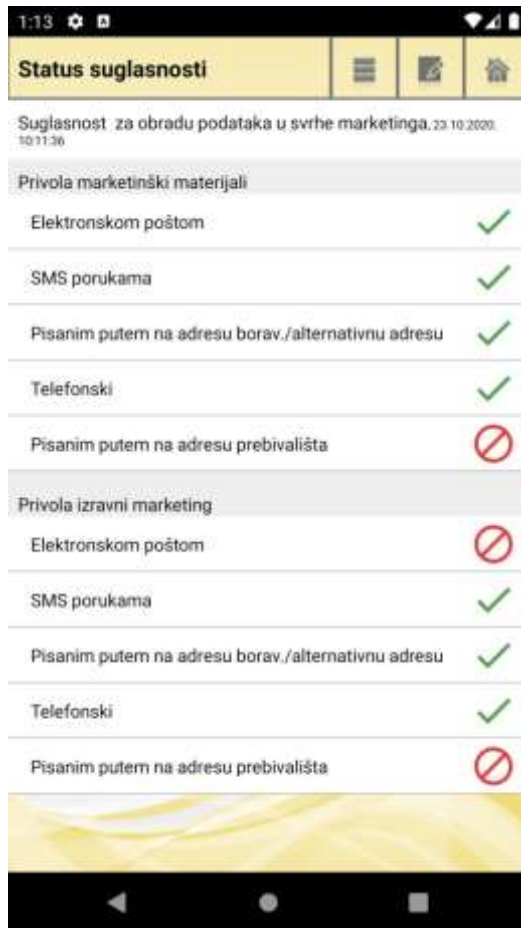 1:13
Status suglasnosti
Suglasnost za obradu podataka u svrhe marketinga, 23.10.2020.
10:11:36
Privola marketinški materijali
Elektronskom poštom
SMS porukama
Pisanim putem na adresu borav./alternativnu adresu
Telefonski
Pisanim putem na adresu prebivališta
Privola izravni marketing
Elektronskom poštom
SMS porukama
Pisanim putem na adresu borav./alternativnu adresu
Telefonski
Pisanim putem na adresu prebivališta